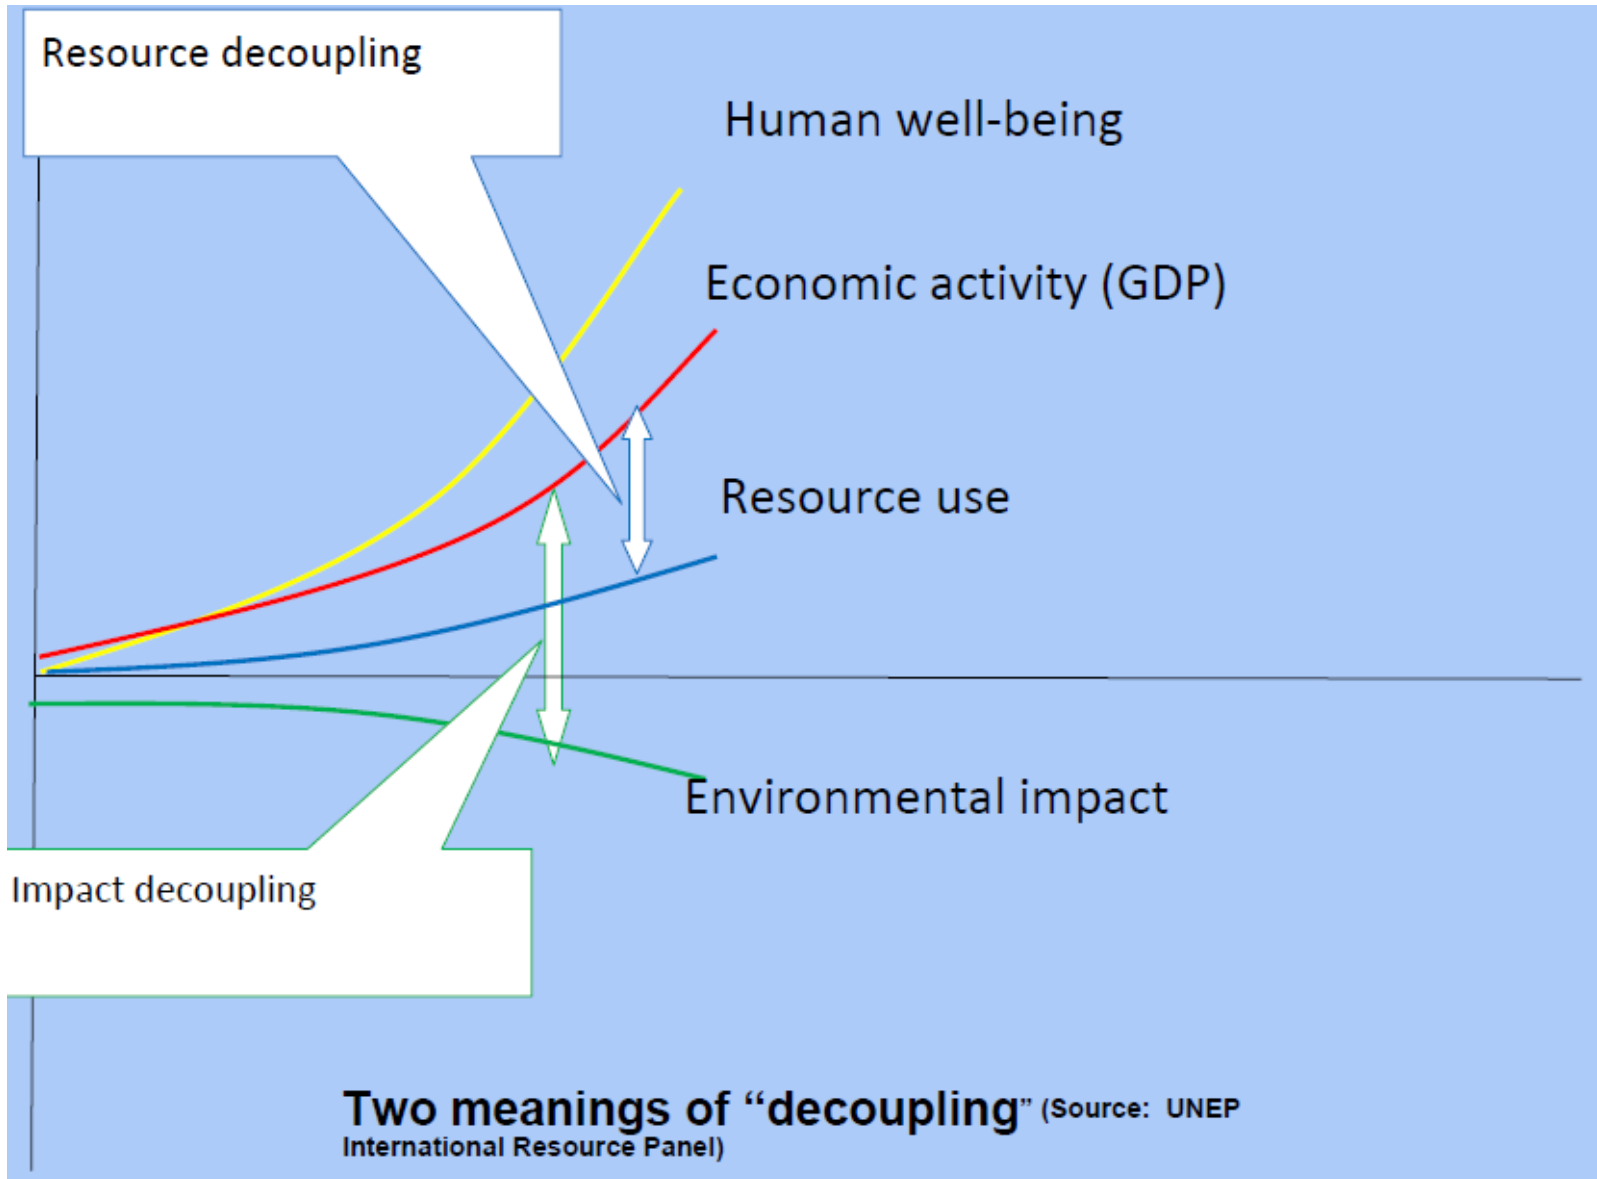 Resource decoupling
Human well-being
Economic activity (GDP)
Resource use
Environmental impact
Impact decoupling
Two meanings of “decoupling” (Source: UNEP
International Resource Panel)